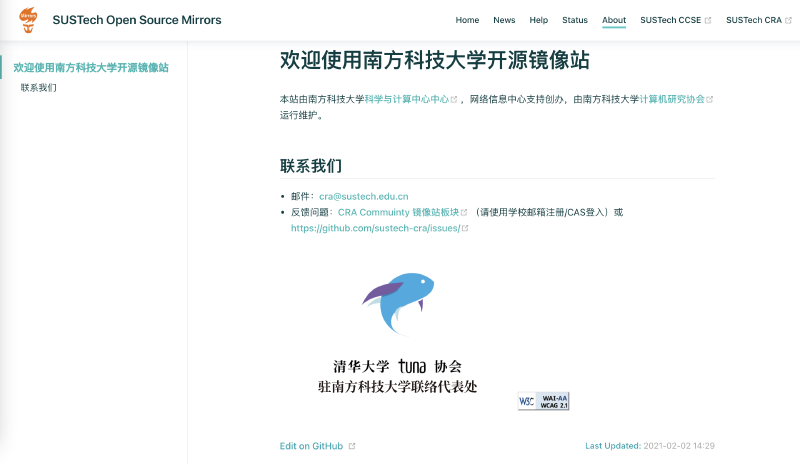 Mirrors
SUSTech Open Source Mirrors
Home News Help Status About SUSTech CCSE SUSTech CRA
欢迎使用南方科技大学开源镜像站
联系我们
欢迎使用南方科技大学开源镜像站
本站由南方科技大学科学与计算中心中心，网络信息中心支持创办，由南方科技大学计算机研究协会
运行维护。
联系我们
• 邮件：cra@sustech.edu.cn
• 反馈问题：CRA Commuinty 镜像站板块（请使用学校邮箱注册/CAS登入）或
https://github.com/sustech-cra/issues/
清华大学 tuna 协会
驻南方科技大学联络代表处
W3C WAI-AA
WCAG 2.1
Edit on GitHub
Last Updated: 2021-02-02 14:29